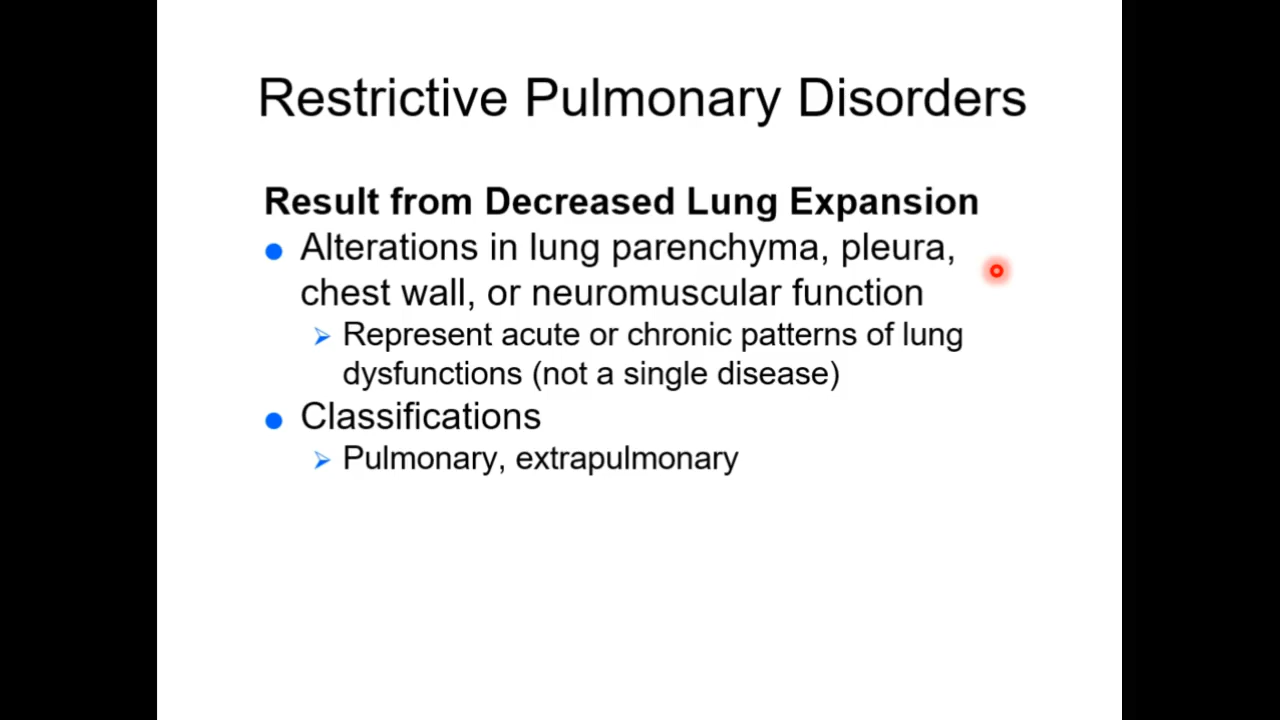 Restrictive Pulmonary Disorders
Result from Decreased Lung Expansion
Alterations in lung parenchyma, pleura,
chest wall, or neuromuscular function
Represent acute or chronic patterns of lung
dysfunctions (not a single disease)
Classifications
Pulmonary, extrapulmonary